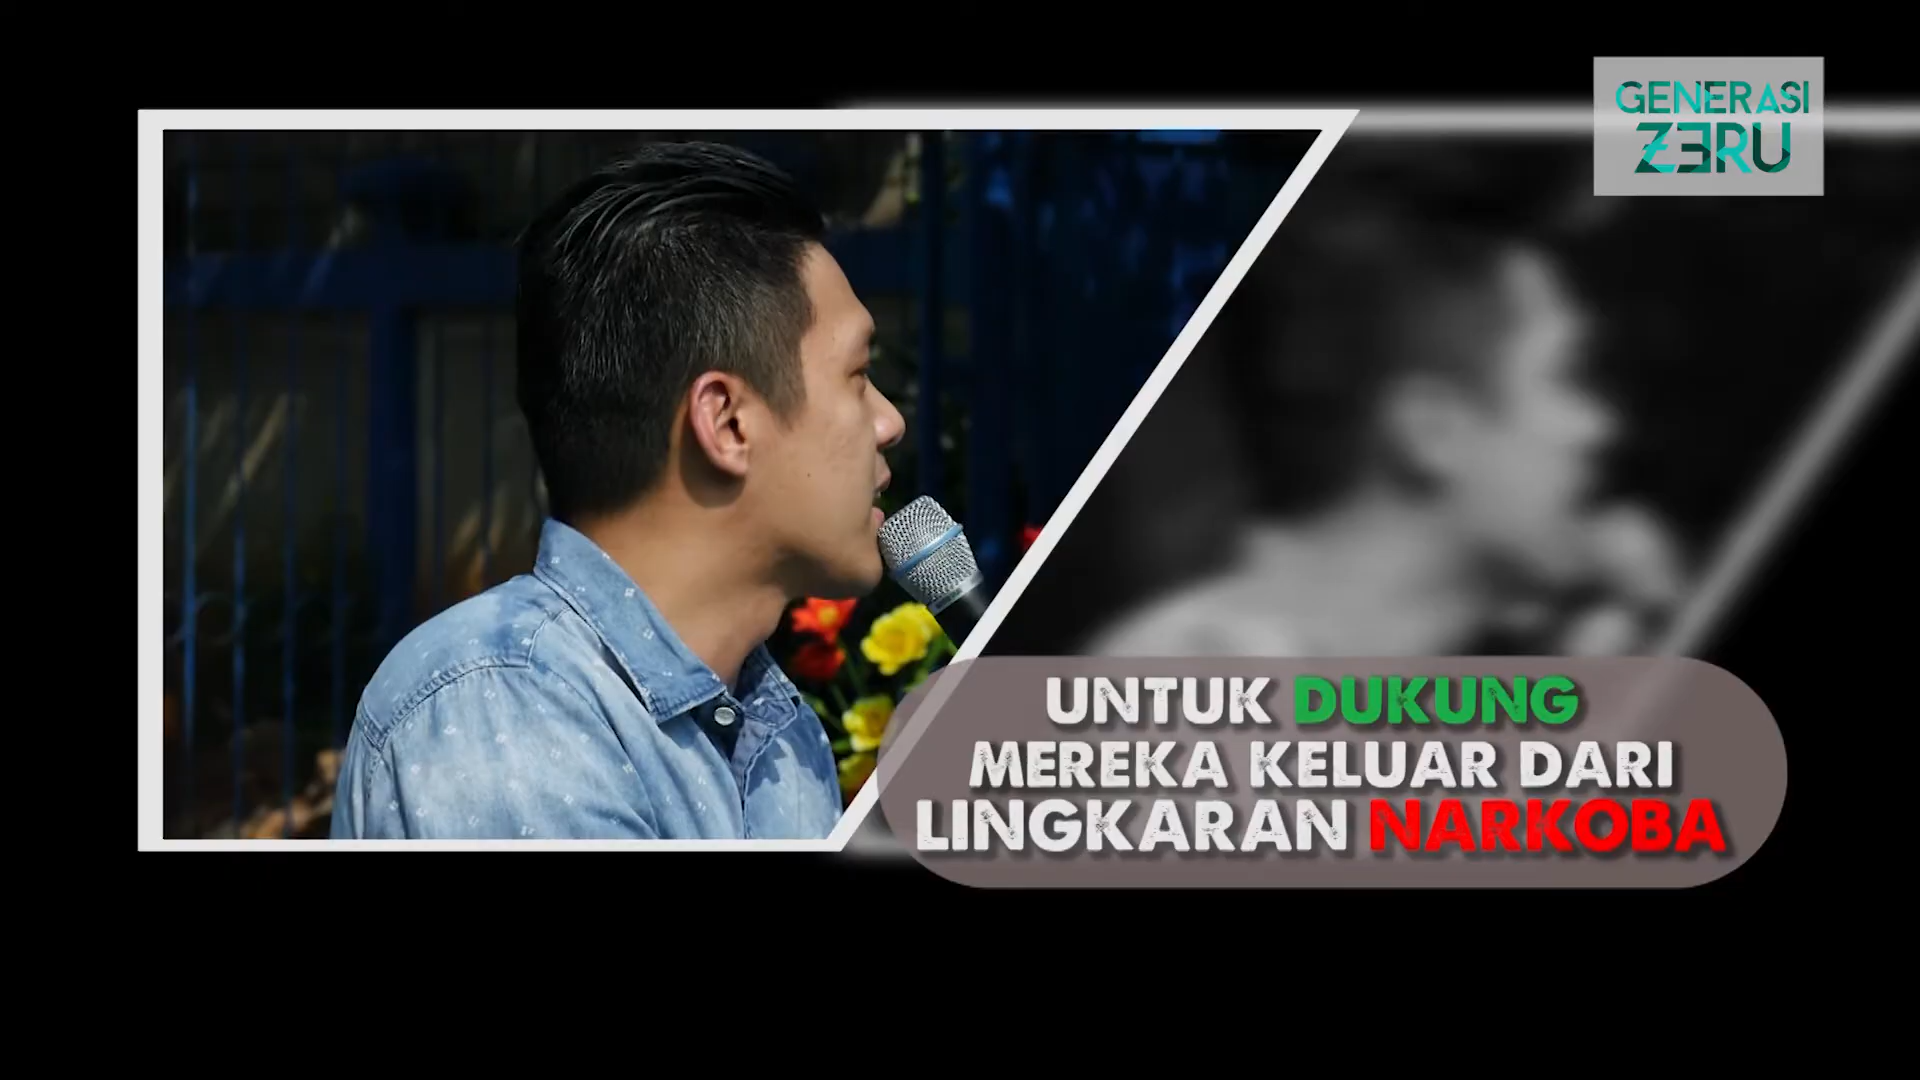 GENERASI
ZERU
UNTUK DUKUNG
MEREKA KELUAR DARI
LINGKARAN NARKOBA